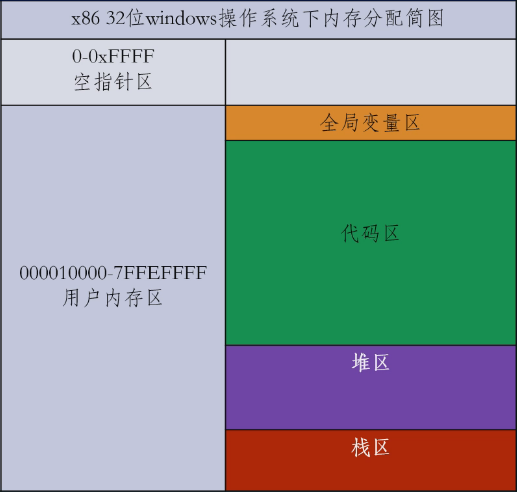 x86 32位windows操作系统下内存分配简图
0-0xFFFF
空指针区
全局变量区
代码区
000010000-7FFEFFFF
用户内存区
堆区
栈区